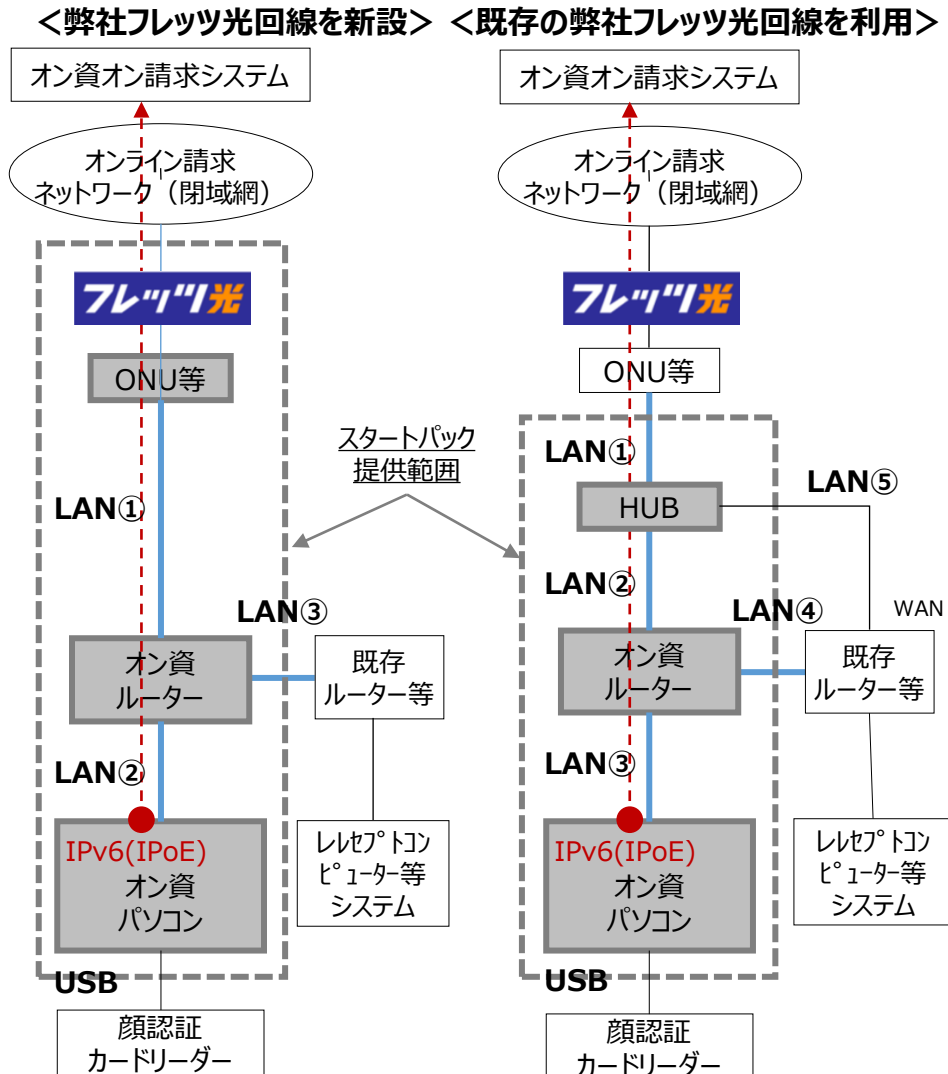 ＜弊社フレッツ光回線を新設＞
オン資オン請求システム
オンライン請求
ネットワーク（閉域網）
フレッツ光
ONU等
LAN①
LAN③
オン資
ルーター
既存
ルーター等
LAN②
IPv6(IPoE)
オン資
パソコン
レルセプトコン
ピューター等
システム
USB
顔認証
カードリーダー
スタートパック
提供範囲
＜既存の弊社フレッツ光回線を利用＞
オン資オン請求システム
オンライン請求
ネットワーク（閉域網）
フレッツ光
ONU等
LAN①
LAN⑤
HUB
LAN②
LAN④
WAN
オン資
ルーター
既存
ルーター等
LAN③
IPv6(IPoE)
オン資
パソコン
レルセプトコン
ピューター等
システム
USB
顔認証
カードリーダー